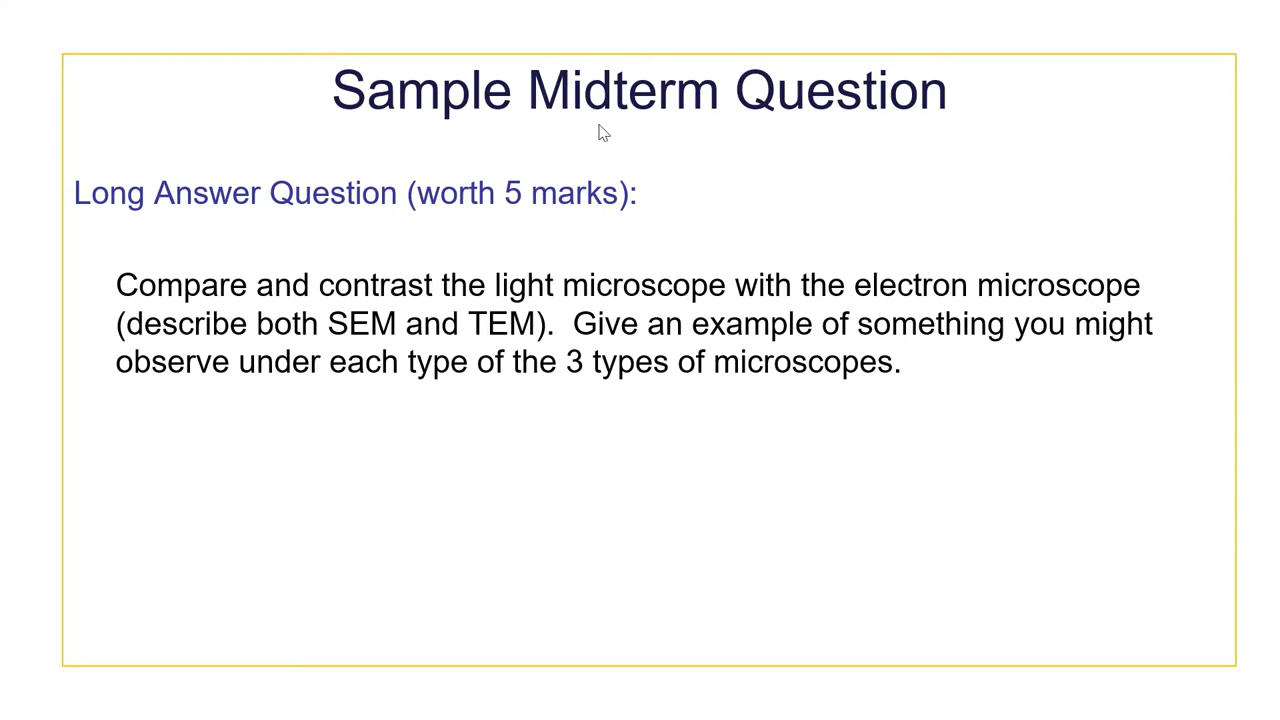 Sample Midterm Question
Long Answer Question (worth 5 marks):
Compare and contrast the light microscope with the electron microscope
(describe both SEM and TEM).  Give an example of something you might
observe under each type of the 3 types of microscopes.